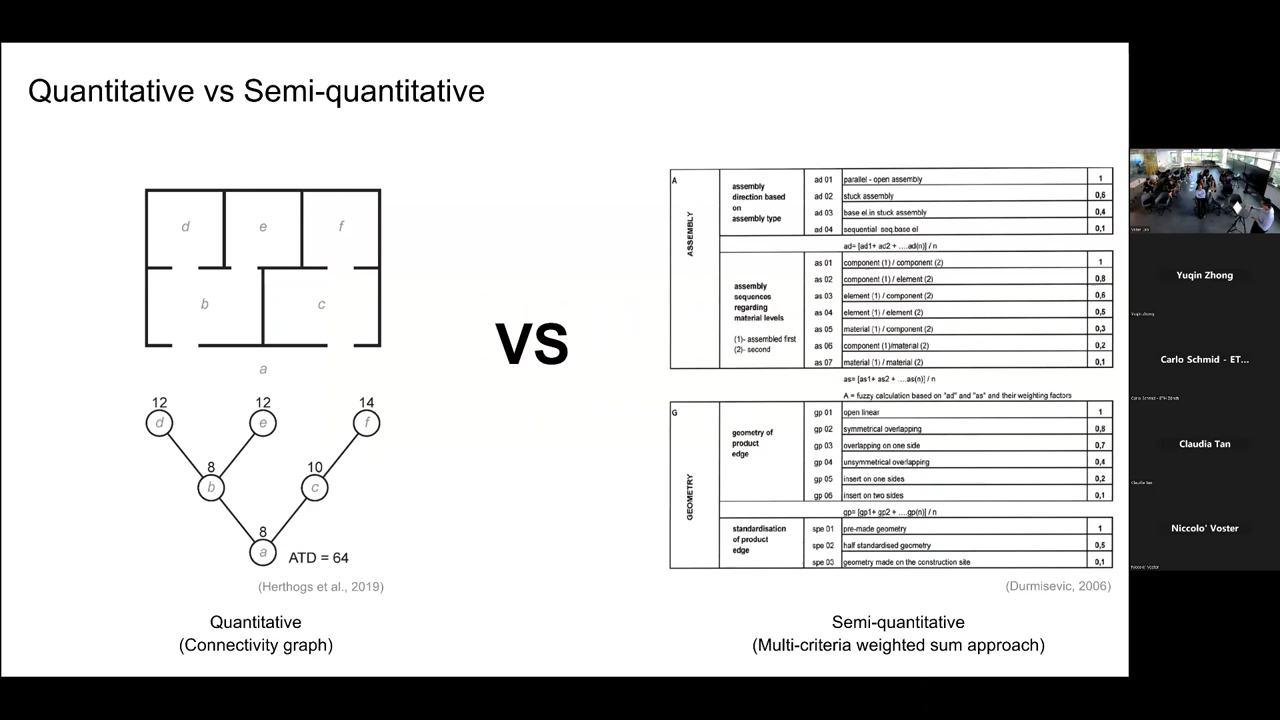 Quantitative vs Semi-quantitative
d
e
f
b
c
a
12
12
14
d
e
f
8
10
b
c
8
a
ATD = 64
(Herthogs et al., 2019)
Quantitative
(Connectivity graph)
VS
A
ASSEMBLY
assembly
direction based
on
assembly type
ad 01 parallel - open assembly 1
ad 02 stuck assembly 0,6
ad 03 base el.in stuck assembly 0,4
ad 04 sequential seq.base el 0,1
ad= [ad1+ ad2 + ....ad(n)] / n
assembly
sequences
regarding
material levels
(1)- assembled first
(2)- second
as 01 component (1) / component (2) 1
as 02 component (1) / element (2) 0,8
as 03 element (1) / component (2) 0,6
as 04 element (1) / element (2) 0,5
as 05 material (1) / component (2) 0,3
as 06 component (1)/material (2) 0,2
as 07 material (1) / material (2) 0,1
as= [as1+ as2 + ....as(n)] / n
A = fuzzy calculation based on "ad" and "as" and their weighting factors
G
GEOMETRY
geometry of
product
edge
gp 01 open linear 1
gp 02 symmetrical overlapping 0,8
gp 03 overlapping on one side 0,7
gp 04 unsymmetrical overlapping 0,4
gp 05 insert on one sides 0,2
gp 06 insert on two sides 0,1
gp= [gp1+ gp2 + ....gp(n)] / n
standardisation
of product
edge
spe 01 pre-made geometry 1
spe 02 half standardised geometry 0,5
spe 03 geometry made on the construction site 0,1
(Durmisevic, 2006)
Semi-quantitative
(Multi-criteria weighted sum approach)
Yuqin Zhong
Yuqin zhong
Carlo Schmid - ET...
Carlo Schmid - ETH Zürich
Claudia Tan
Claudia tan
Niccolo' Voster
Niccolo' Voster